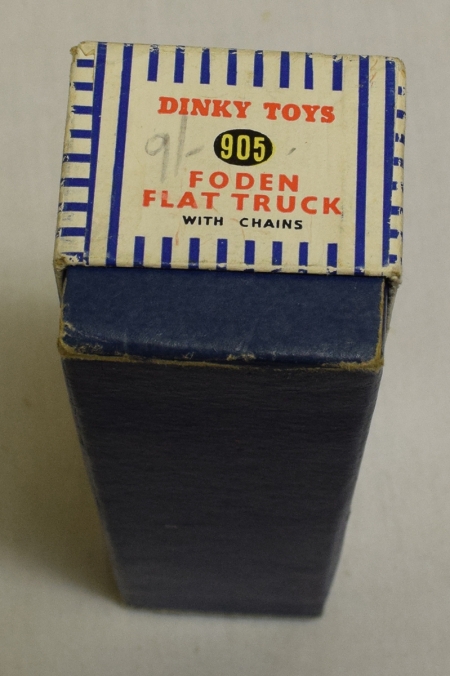 DINKY TOYS
9/- 905
FODEN
FLAT TRUCK
WITH CHAINS